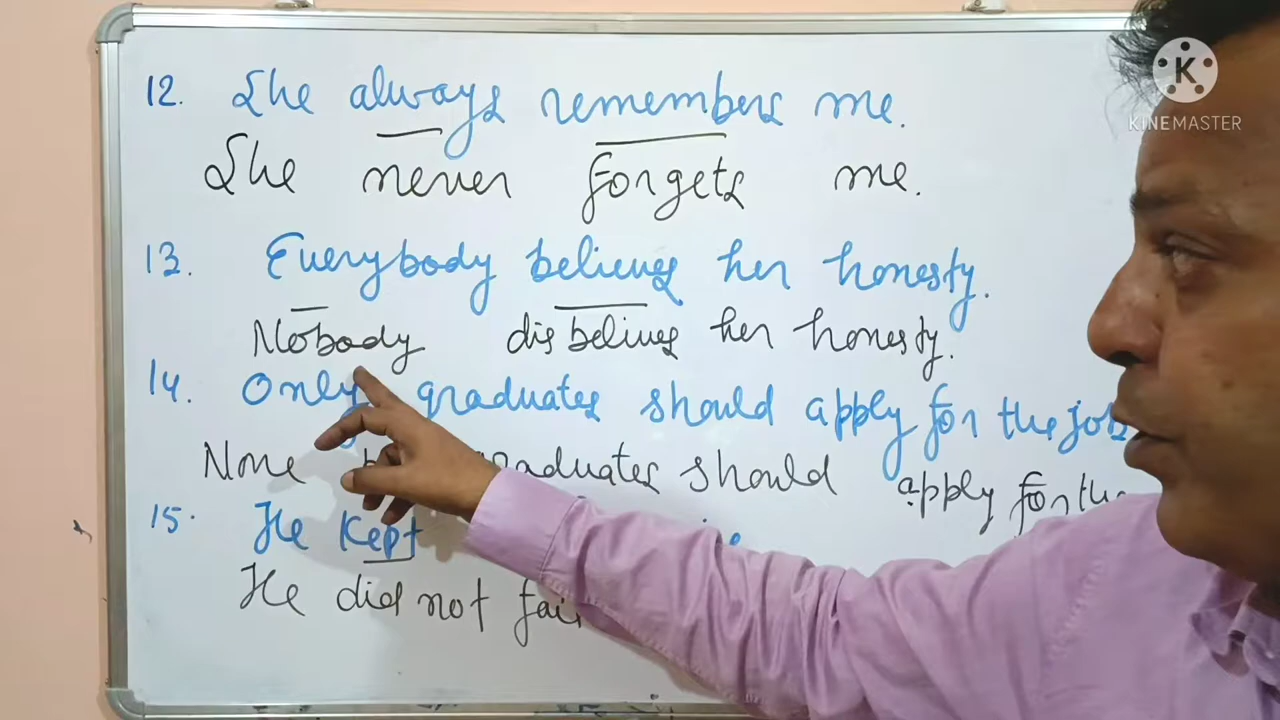 12. She always remembers me.
She never forgets me.
13. Everybody believes her honesty.
Nobody disbelives her honesty.
14. Only graduates should apply for the job
None graduates should apply for the
15. He Kept
He did not fail
K
KINEMASTER